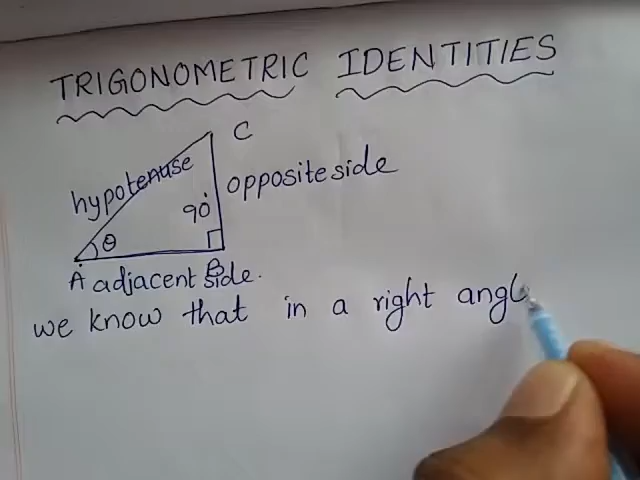 TRIGONOMETRIC IDENTITIES
C
hypotenuse
opposite side
90°
θ
A
B
adjacent side.
we know that in a right angl